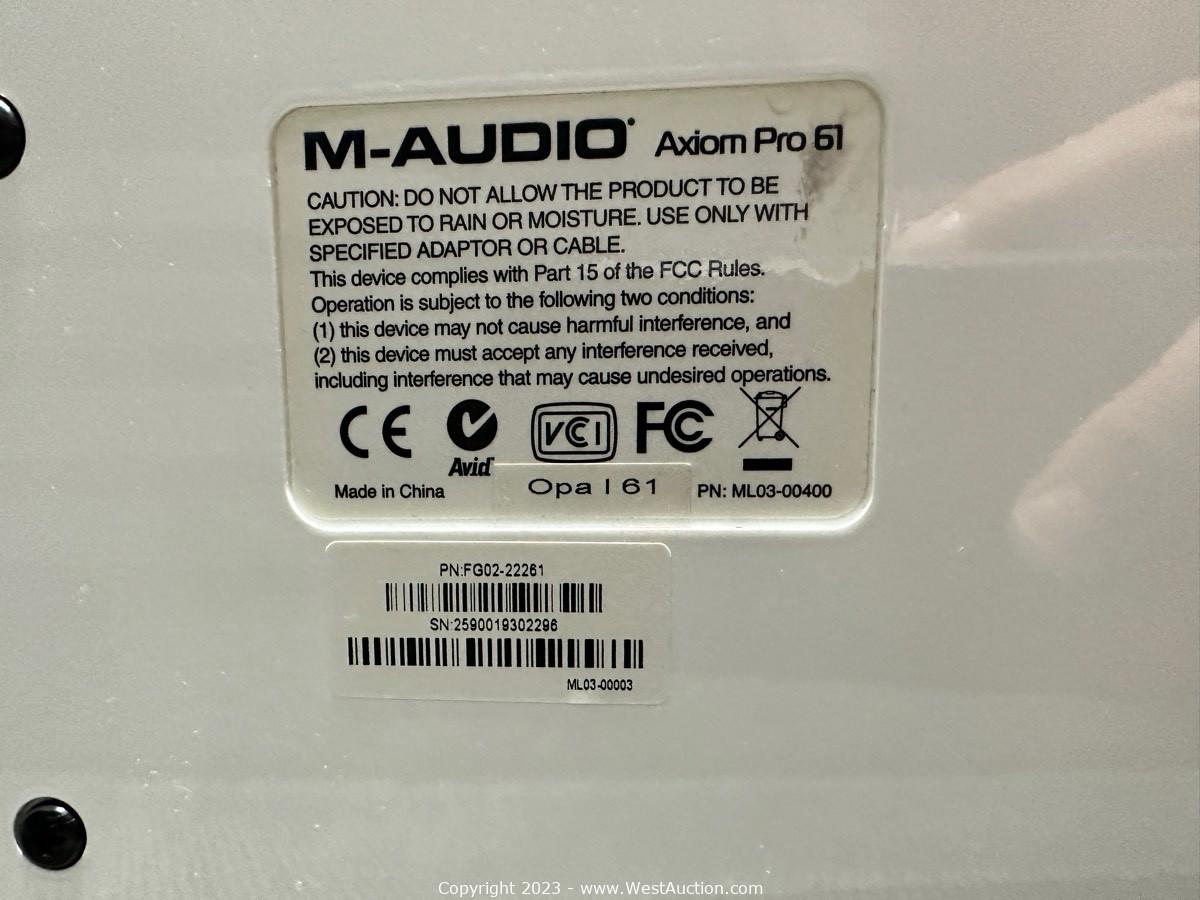 M-AUDIO Axiom Pro 61
CAUTION: DO NOT ALLOW THE PRODUCT TO BE
EXPOSED TO RAIN OR MOISTURE. USE ONLY WITH
SPECIFIED ADAPTOR OR CABLE.
This device complies with Part 15 of the FCC Rules.
Operation is subject to the following two conditions:
(1) this device may not cause harmful interference, and
(2) this device must accept any interference received,
including interference that may cause undesired operations.
CE VCI FC
Avid
Made in China Opal 61 PN: ML03-00400
PN:FG02-22261
SN:2590019302296
ML03-00003
Copyright 2023 - www.WestAuction.com